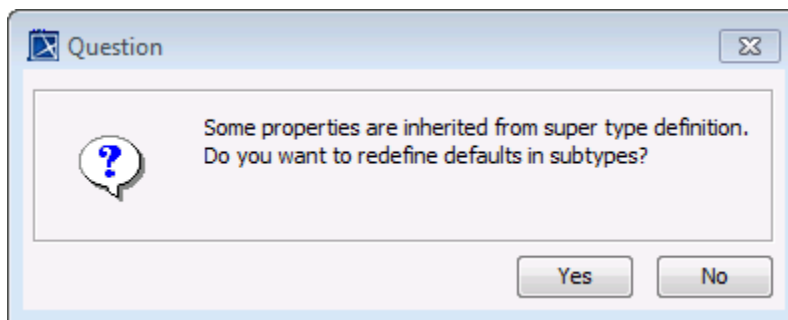 Question
Some properties are inherited from super type definition.
Do you want to redefine defaults in subtypes?
Yes No